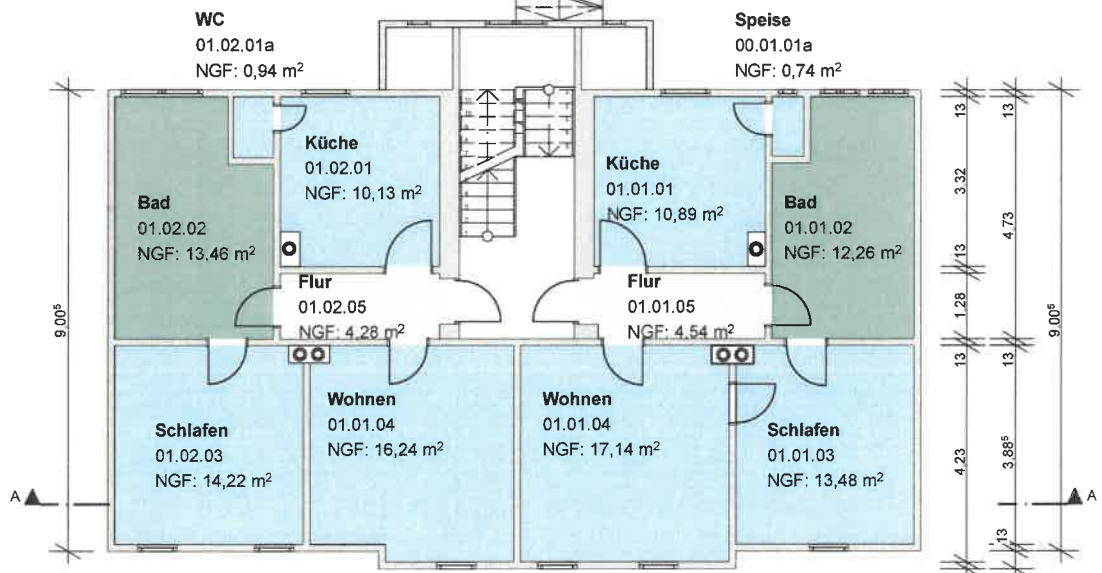 WC
01.02.01a
NGF: 0,94 m²
Speise
00.01.01a
NGF: 0,74 m²
Küche
01.02.01
NGF: 10,13 m²
Küche
01.01.01
NGF: 10,89 m²
Bad
01.02.02
NGF: 13,46 m²
Bad
01.01.02
NGF: 12,26 m²
Flur
01.02.05
NGF: 4,28 m²
Flur
01.01.05
NGF: 4,54 m²
Schlafen
01.02.03
NGF: 14,22 m²
Wohnen
01.01.04
NGF: 16,24 m²
Wohnen
01.01.04
NGF: 17,14 m²
Schlafen
01.01.03
NGF: 13,48 m²
A
A
9.00⁵
13
3.32
13
1.28
13
4.23
13
4.73
13
3.88⁵
13
9.00⁵